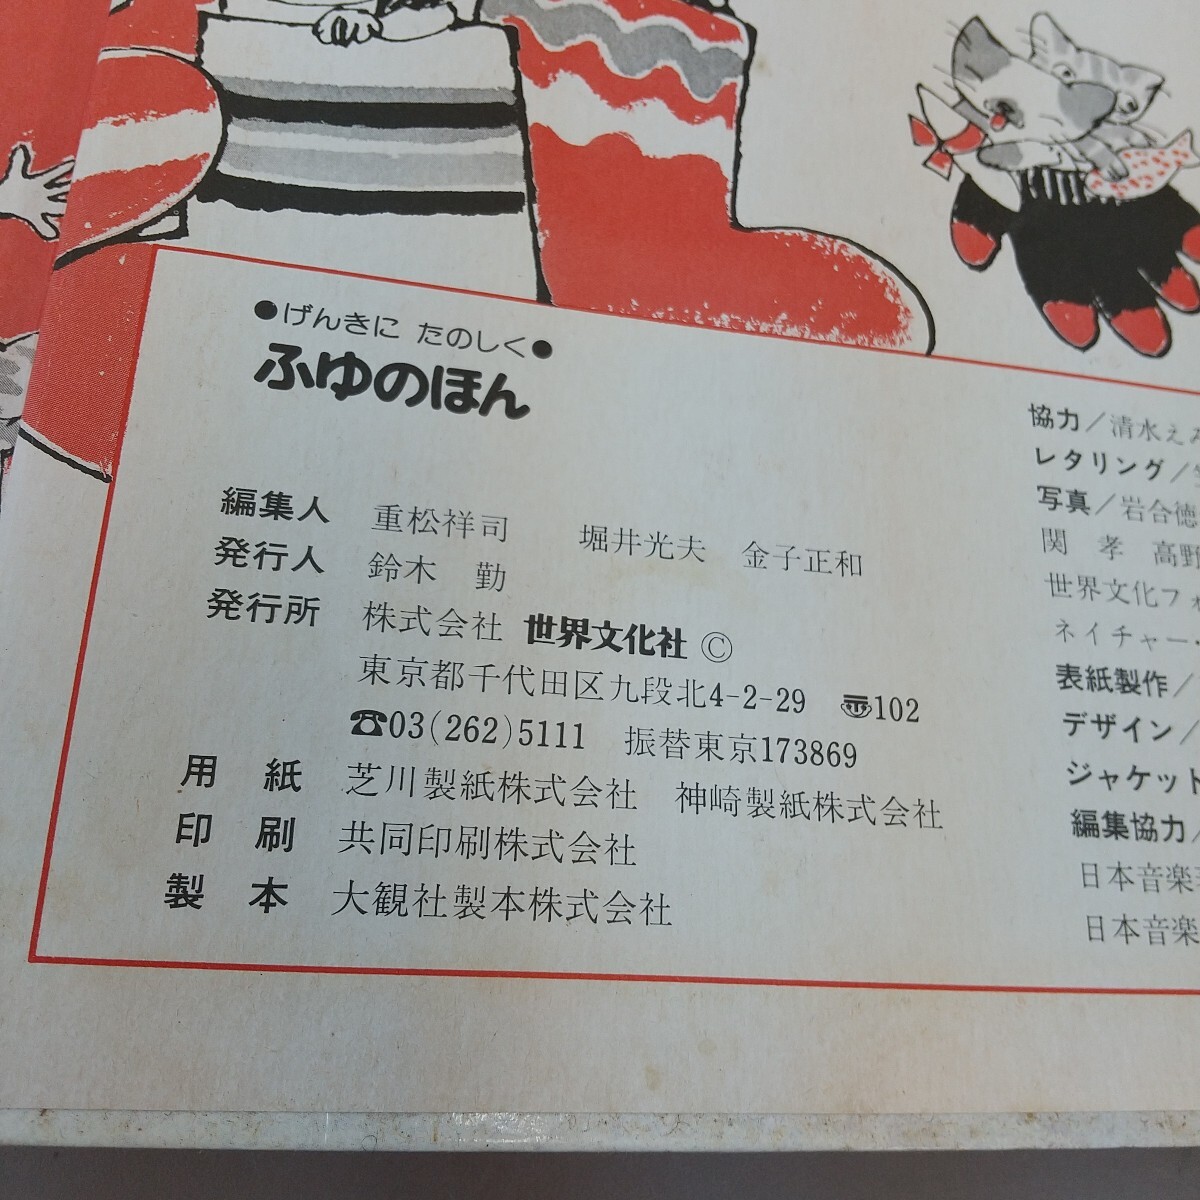 ●げんきに たのしく●
ふゆのほん
編集人 重松祥司 堀井光夫 金子正和
発行人 鈴木 勤
発行所 株式会社 世界文化社 ©
東京都千代田区九段北4-2-29 〠102
☎03(262)5111 振替東京173869
用紙 芝川製紙株式会社 神崎製紙株式会社
印刷 共同印刷株式会社
製本 大観社製本株式会社
協力/清水え
レタリング/
写真/岩合徳
関 孝 高野
世界文化フォ
ネイチャー・
表紙製作/
デザイン/
ジャケット
編集協力/
日本音楽
日本音楽